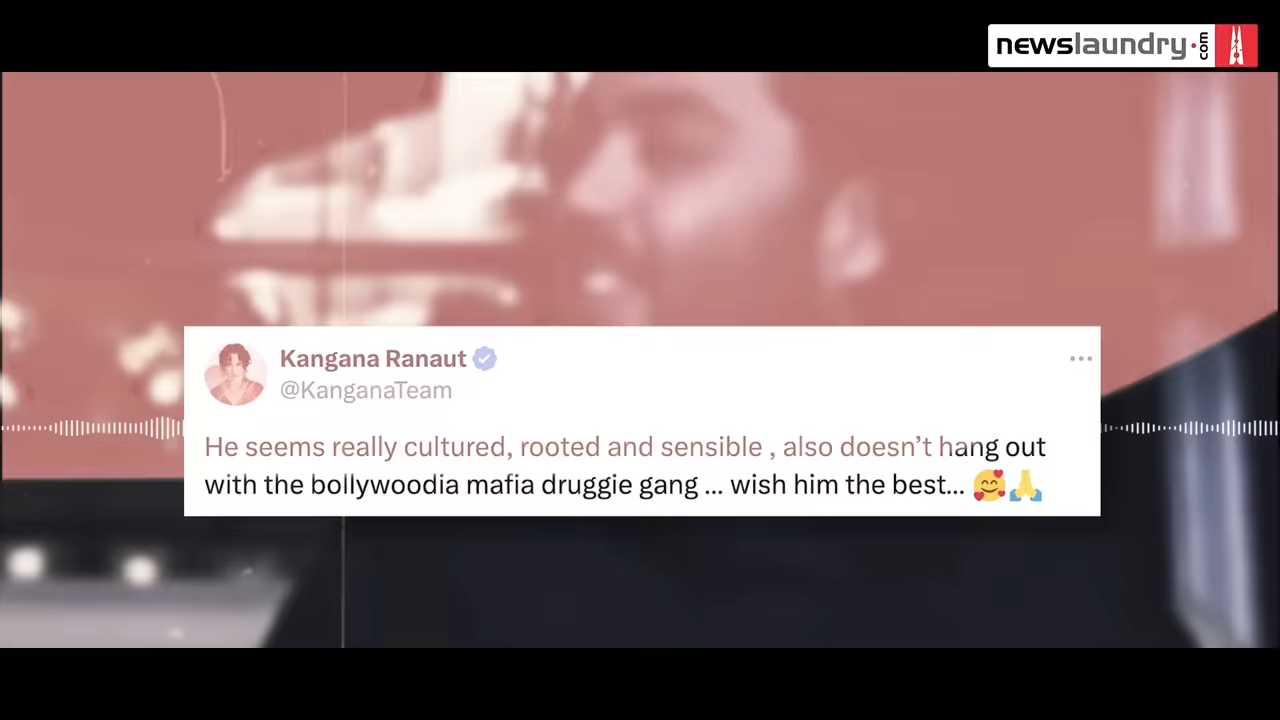 newslaundry.com
Kangana Ranaut
@KanganaTeam
He seems really cultured, rooted and sensible , also doesn’t hang out
with the bollywoodia mafia druggie gang ... wish him the best... 🥰🙏